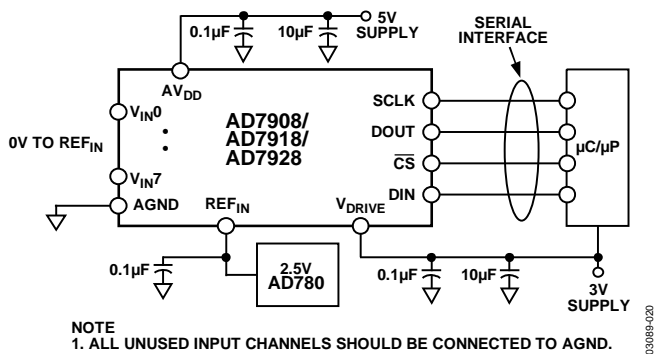 5V
SUPPLY
0.1µF
10µF
SERIAL
INTERFACE
AVDD
VIN0
AD7908/
AD7918/
AD7928
SCLK
DOUT
CS
DIN
µC/µP
0V TO REFIN
VIN7
AGND
REFIN
VDRIVE
0.1µF
2.5V
AD780
0.1µF
10µF
3V
SUPPLY
NOTE
1. ALL UNUSED INPUT CHANNELS SHOULD BE CONNECTED TO AGND.
03089-020